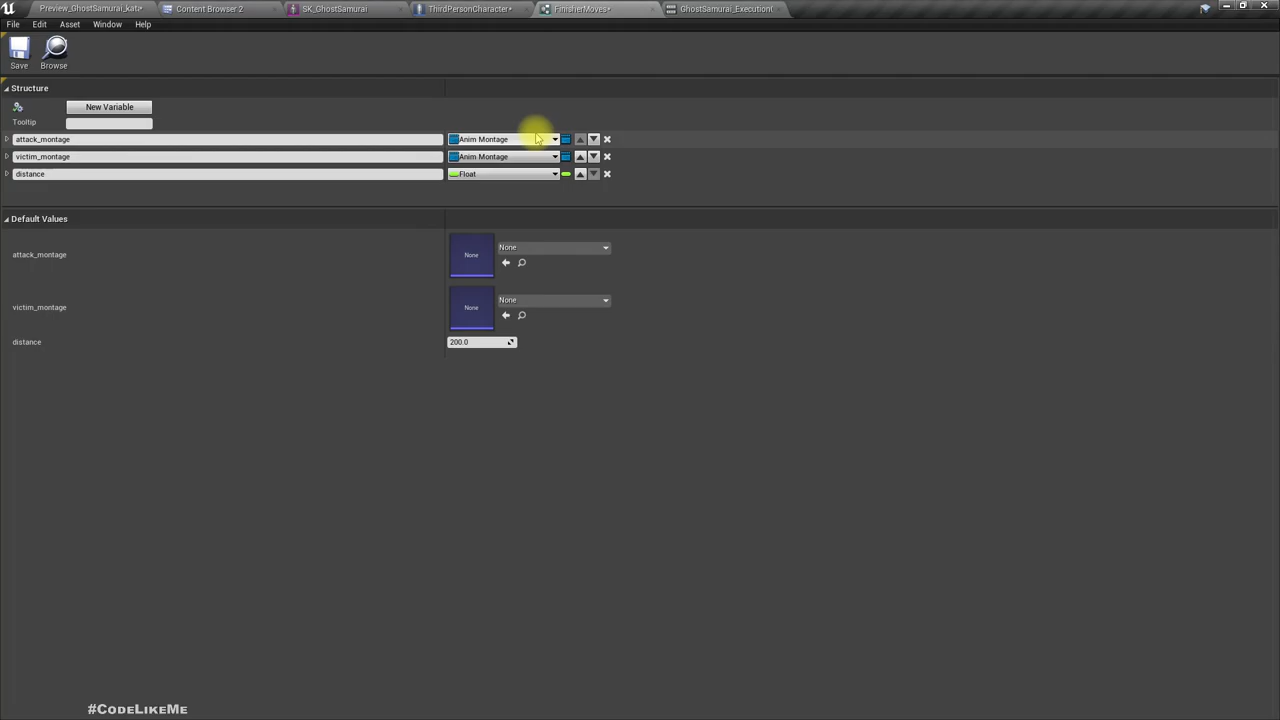 Preview_GhostSamurai_kat•
Content Browser 2
SK_GhostSamurai
ThirdPersonCharacter•
FinisherMoves•
GhostSamurai_Execution(
File
Edit
Asset
Window
Help
Save
Browse
Structure
New Variable
Tooltip
attack_montage
Anim Montage
victim_montage
Anim Montage
distance
Float
Default Values
attack_montage
None
None
victim_montage
None
None
distance
200.0
#CodeLikeMe